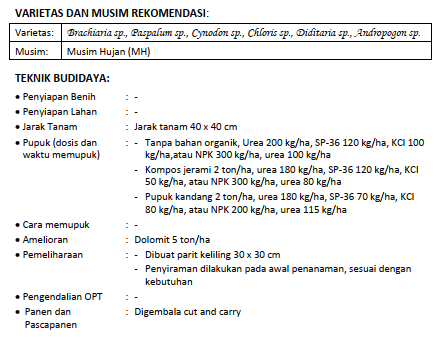 VARIETAS DAN MUSIM REKOMENDASI:
Varietas: Brachiaria sp., Paspalum sp., Cynodon sp., Chloris sp., Diditaria sp., Andropogon sp.
Musim: Musim Hujan (MH)
TEKNIK BUDIDAYA:
• Penyiapan Benih : -
• Penyiapan Lahan : -
• Jarak Tanam : Jarak tanam 40 x 40 cm
• Pupuk (dosis dan : - Tanpa bahan organik, Urea 200 kg/ha, SP-36 120 kg/ha, KCl 100
waktu memupuk) kg/ha,atau NPK 300 kg/ha, urea 100 kg/ha
- Kompos jerami 2 ton/ha, urea 180 kg/ha, SP-36 120 kg/ha, KCl
50 kg/ha, atau NPK 300 kg/ha, urea 80 kg/ha
- Pupuk kandang 2 ton/ha, urea 180 kg/ha, SP-36 70 kg/ha, KCl
80 kg/ha, atau NPK 200 kg/ha, urea 115 kg/ha
• Cara memupuk : -
• Amelioran : Dolomit 5 ton/ha
• Pemeliharaan : - Dibuat parit keliling 30 x 30 cm
- Penyiraman dilakukan pada awal penanaman, sesuai dengan
kebutuhan
• Pengendalian OPT : -
• Panen dan : Digembala cut and carry
Pascapanen